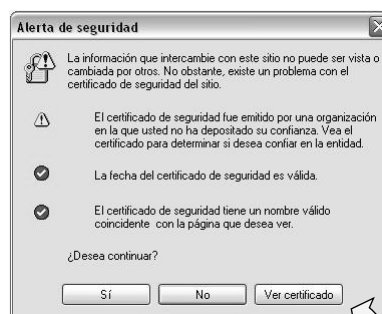 Alerta de seguridad
La información que intercambie con este sitio no puede ser vista o
cambiada por otros. No obstante, existe un problema con el
certificado de seguridad del sitio.
El certificado de seguridad fue emitido por una organización
en la que usted no ha depositado su confianza. Vea el
certificado para determinar si desea confiar en la entidad.
La fecha del certificado de seguridad es válida.
El certificado de seguridad tiene un nombre válido
coincidente con la página que desea ver.
¿Desea continuar?
Sí No Ver certificado